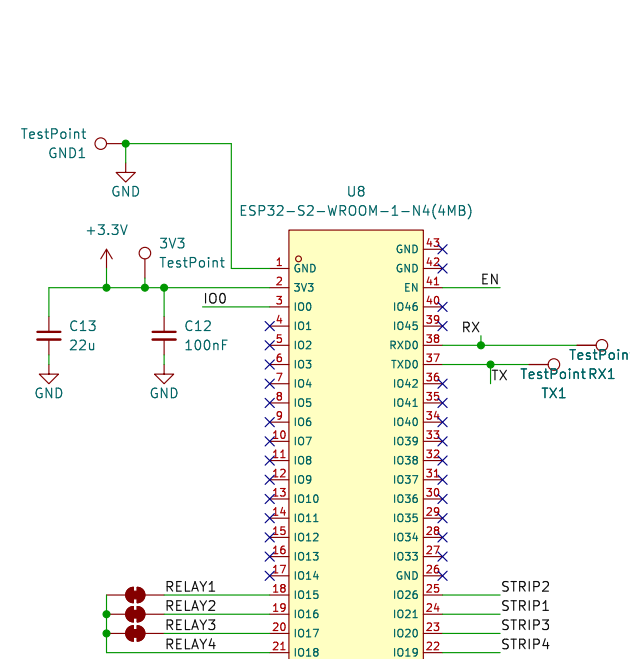 TestPoint
GND1
GND
U8
ESP32-S2-WROOM-1-N4(4MB)
+3.3V
3V3
TestPoint
C13
22u
GND
C12
100nF
GND
IO0
EN
RX
TestPoin
RX1
TX
TestPoint
TX1
1 GND
2 3V3
3 IO0
4 IO1
5 IO2
6 IO3
7 IO4
8 IO5
9 IO6
10 IO7
11 IO8
12 IO9
13 IO10
14 IO11
15 IO12
16 IO13
17 IO14
RELAY1 18 IO15
RELAY2 19 IO16
RELAY3 20 IO17
RELAY4 21 IO18
GND 43
GND 42
EN 41
IO46 40
IO45 39
RXD0 38
TXD0 37
IO42 36
IO41 35
IO40 34
IO39 33
IO38 32
IO37 31
IO36 30
IO35 29
IO34 28
IO33 27
GND 26
IO26 25 STRIP2
IO21 24 STRIP1
IO20 23 STRIP3
IO19 22 STRIP4